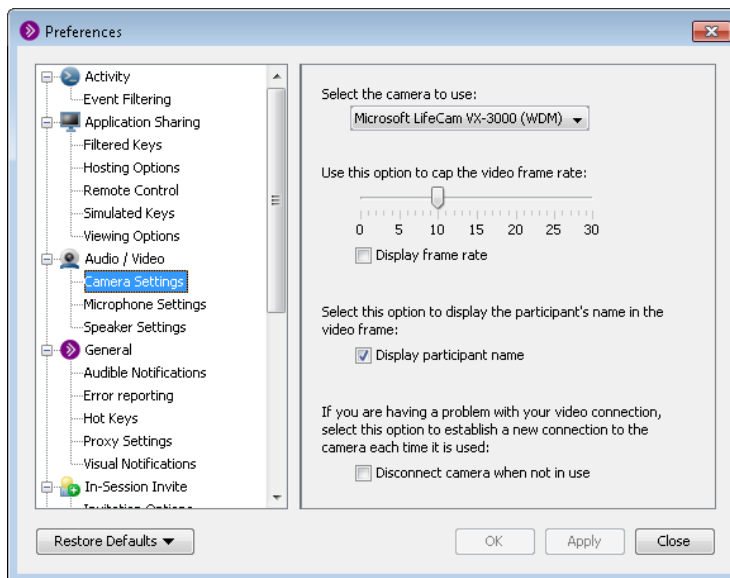 Preferences
Activity
Event Filtering
Application Sharing
Filtered Keys
Hosting Options
Remote Control
Simulated Keys
Viewing Options
Audio / Video
Camera Settings
Microphone Settings
Speaker Settings
General
Audible Notifications
Error reporting
Hot Keys
Proxy Settings
Visual Notifications
In-Session Invite
Invitation Options
Select the camera to use:
Microsoft LifeCam VX-3000 (WDM)
Use this option to cap the video frame rate:
0 5 10 15 20 25 30
Display frame rate
Select this option to display the participant's name in the
video frame:
Display participant name
If you are having a problem with your video connection,
select this option to establish a new connection to the
camera each time it is used:
Disconnect camera when not in use
Restore Defaults
OK
Apply
Close